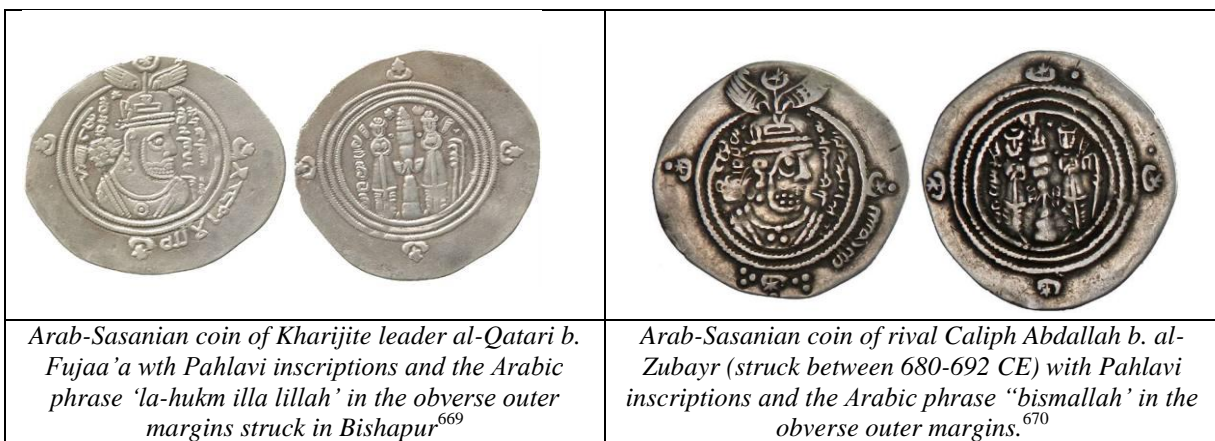 Arab-Sasanian coin of Kharijite leader al-Qatari b.
Fujaa’a wth Pahlavi inscriptions and the Arabic
phrase ‘la-hukm illa lillah’ in the obverse outer
margins struck in Bishapur669
Arab-Sasanian coin of rival Caliph Abdallah b. al-
Zubayr (struck between 680-692 CE) with Pahlavi
inscriptions and the Arabic phrase “bismallah’ in the
obverse outer margins.670